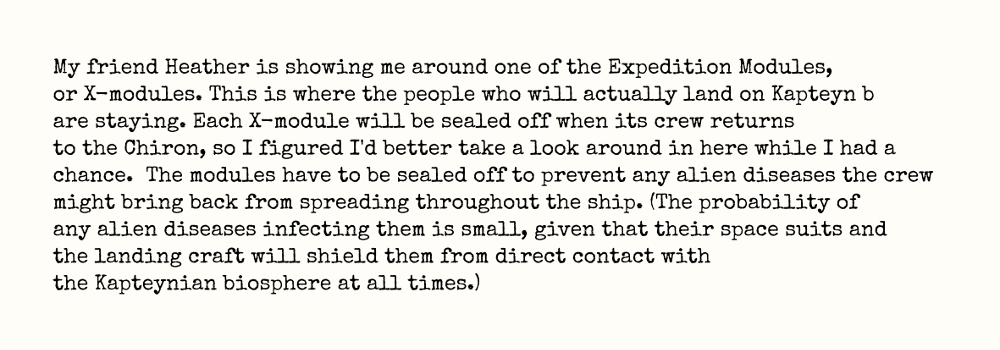 My friend Heather is showing me around one of the Expedition Modules,
or X-modules. This is where the people who will actually land on Kapteyn b
are staying. Each X-module will be sealed off when its crew returns
to the Chiron, so I figured I'd better take a look around in here while I had a
chance.  The modules have to be sealed off to prevent any alien diseases the crew
might bring back from spreading throughout the ship. (The probability of
any alien diseases infecting them is small, given that their space suits and
the landing craft will shield them from direct contact with
the Kapteynian biosphere at all times.)